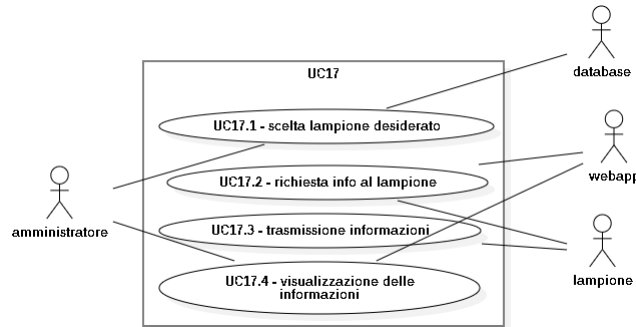 UC17
database
UC17.1 - scelta lampione desiderato
webapp
UC17.2 - richiesta info al lampione
amministratore
UC17.3 - trasmissione informazioni
lampione
UC17.4 - visualizzazione delle
informazioni